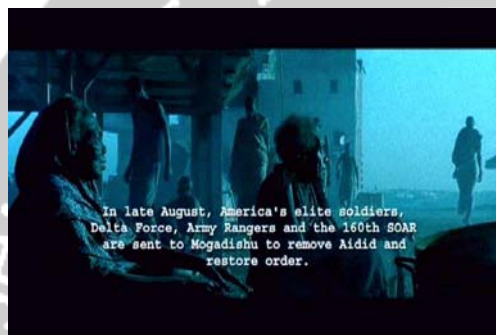 In late August, America's elite soldiers,
Delta Force, Army Rangers and the 160th SOAR
are sent to Mogadishu to remove Aidid and
restore order.